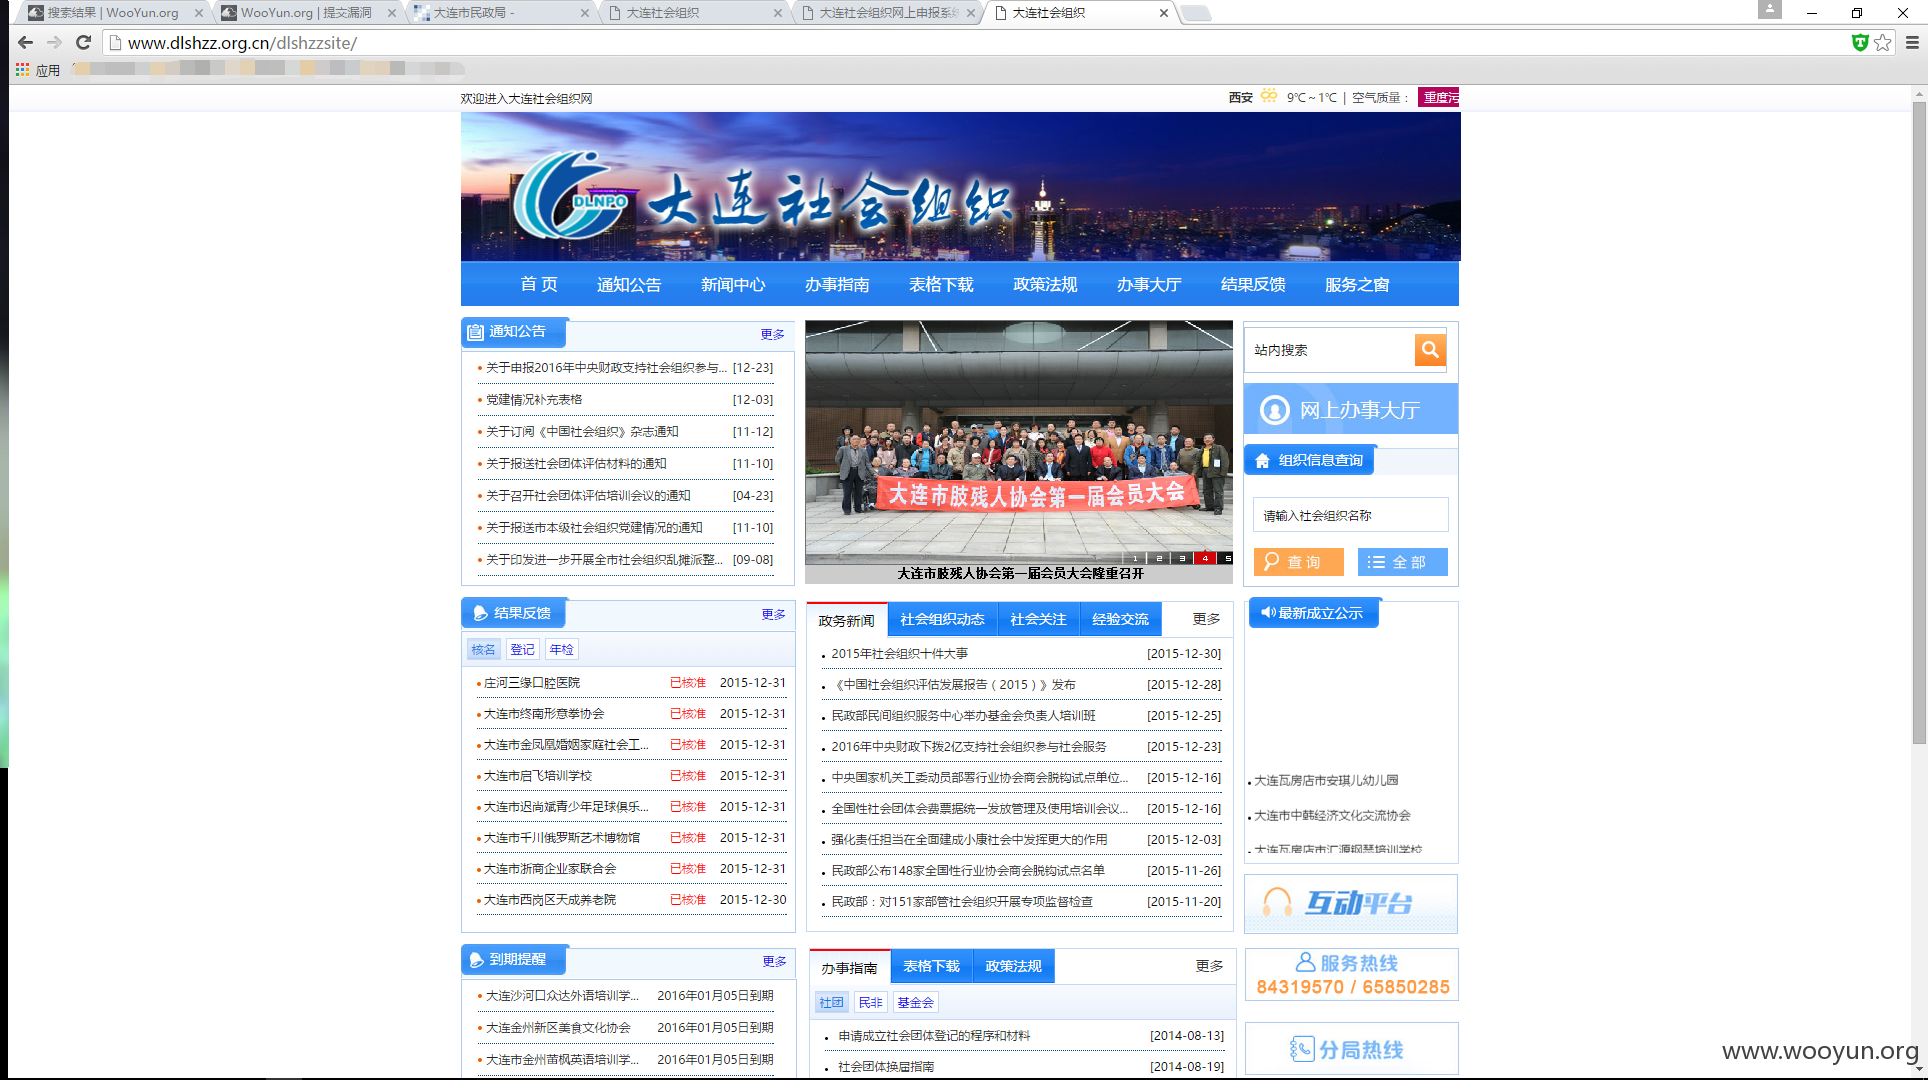 搜索结果 | WooYun.org
WooYun.org | 提交漏洞
大连市民政局 -
大连社会组织
大连社会组织网上申报系统
大连社会组织
www.dlshzz.org.cn/dlshzzsite/
应用
欢迎进入大连社会组织网
西安 9℃~1℃ | 空气质量: 重度污
DLNPO 大连社会组织
首 页 通知公告 新闻中心 办事指南 表格下载 政策法规 办事大厅 结果反馈 服务之窗
通知公告 更多
关于申报2016年中央财政支持社会组织参与... [12-23]
党建情况补充表格 [12-03]
关于订阅《中国社会组织》杂志通知 [11-12]
关于报送社会团体评估材料的通知 [11-10]
关于召开社会团体评估培训会议的通知 [04-23]
关于报送市本级社会组织党建情况的通知 [11-10]
关于印发进一步开展全市社会组织乱摊派整... [09-08]
大连市肢残人协会第一届会员大会
1 2 3 4 5
大连市肢残人协会第一届会员大会隆重召开
站内搜索
网上办事大厅
组织信息查询
请输入社会组织名称
查 询 全 部
结果反馈 更多
核名 登记 年检
庄河三缘口腔医院 已核准 2015-12-31
大连市终南形意拳协会 已核准 2015-12-31
大连市金凤凰婚姻家庭社会工... 已核准 2015-12-31
大连市启飞培训学校 已核准 2015-12-31
大连市迟尚斌青少年足球俱乐... 已核准 2015-12-31
大连市千川俄罗斯艺术博物馆 已核准 2015-12-31
大连市浙商企业家联合会 已核准 2015-12-31
大连市西岗区天成养老院 已核准 2015-12-30
政务新闻 社会组织动态 社会关注 经验交流 更多
2015年社会组织十件大事 [2015-12-30]
《中国社会组织评估发展报告（2015）》发布 [2015-12-28]
民政部民间组织服务中心举办基金会负责人培训班 [2015-12-25]
2016年中央财政下拨2亿支持社会组织参与社会服务 [2015-12-23]
中央国家机关工委动员部署行业协会商会脱钩试点单位... [2015-12-16]
全国性社会团体会费票据统一发放管理及使用培训会议... [2015-12-16]
强化责任担当在全面建成小康社会中发挥更大的作用 [2015-12-03]
民政部公布148家全国性行业协会商会脱钩试点名单 [2015-11-26]
民政部：对151家部管社会组织开展专项监督检查 [2015-11-20]
最新成立公示
大连瓦房店市安琪儿幼儿园
大连市中韩经济文化交流协会
大连瓦房店市汇源钢琴培训学校
互动平台
到期提醒 更多
大连沙河口众达外语培训学... 2016年01月05日到期
大连金州新区美食文化协会 2016年01月05日到期
大连市金州苗枫英语培训学... 2016年01月05日到期
办事指南 表格下载 政策法规 更多
社团 民非 基金会
申请成立社会团体登记的程序和材料 [2014-08-13]
社会团体换届指南 [2014-08-19]
服务热线
84319570 / 65850285
分局热线
www.wooyun.org